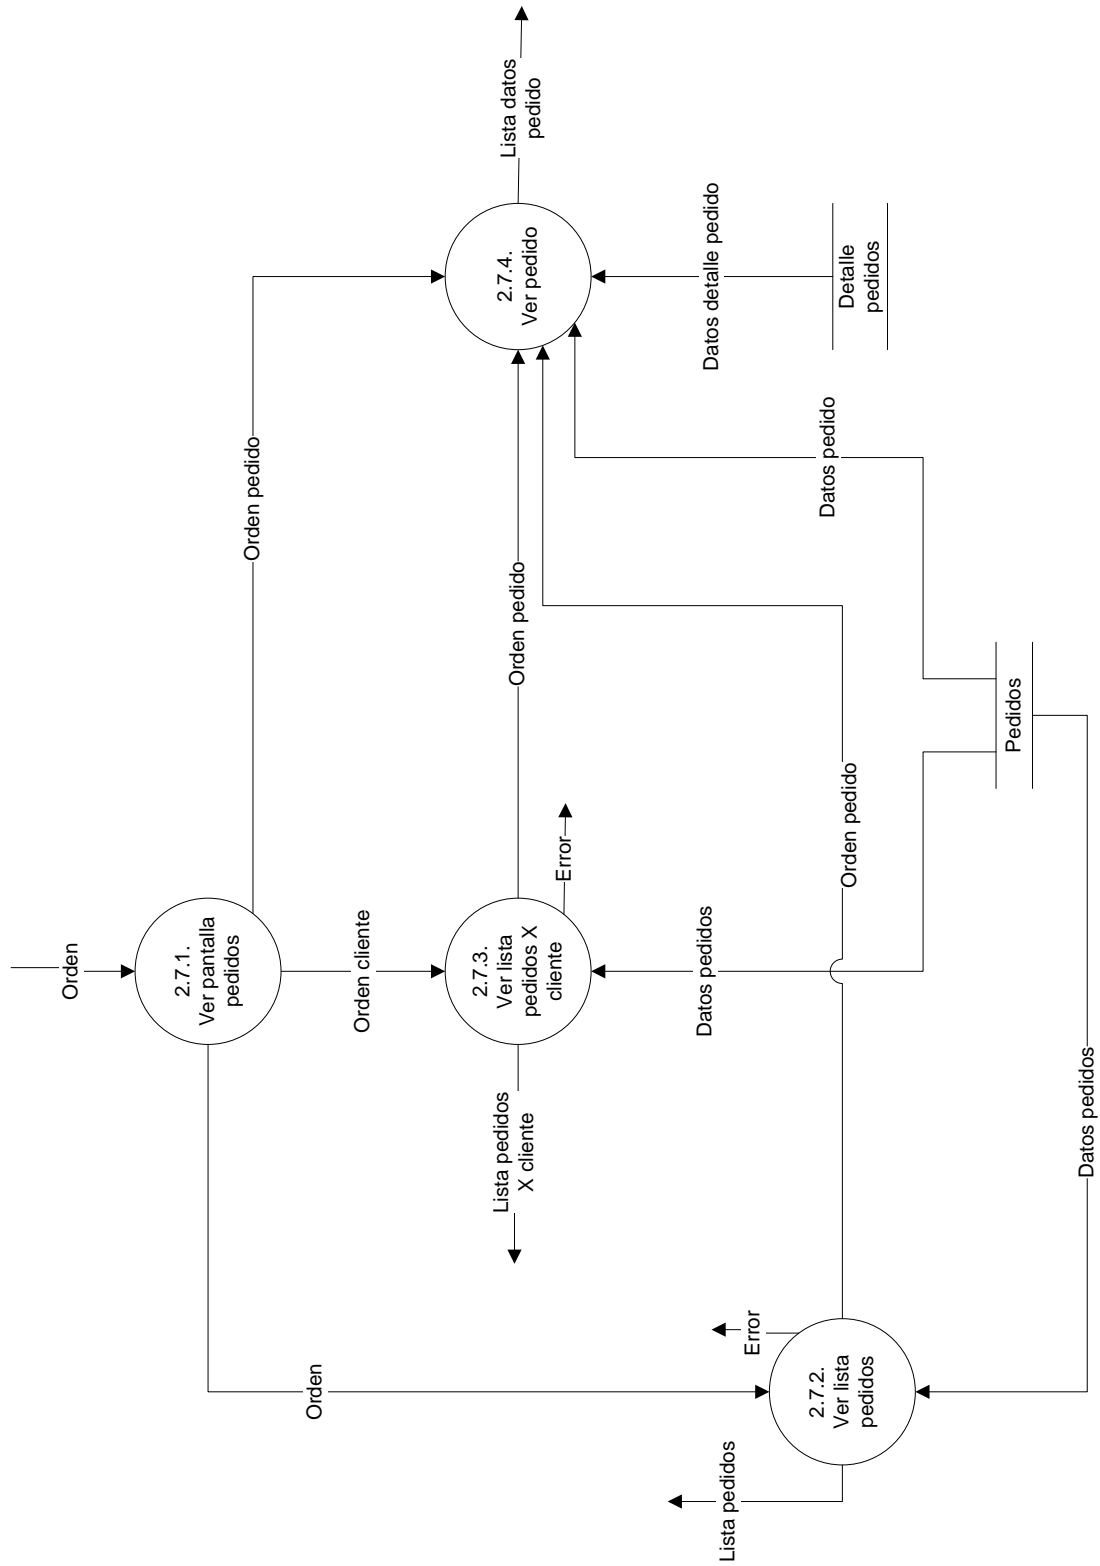 Orden
2.7.1.
Ver pantalla
pedidos
Orden pedido
Orden
Orden cliente
Lista pedidos
X cliente
2.7.3.
Ver lista
pedidos X
cliente
Orden pedido
2.7.4.
Ver pedido
Lista datos
pedido
Error
Datos pedidos
Datos detalle pedido
Lista pedidos
Error
2.7.2.
Ver lista
pedidos
Orden pedido
Datos pedido
Detalle
pedidos
Pedidos
Datos pedidos